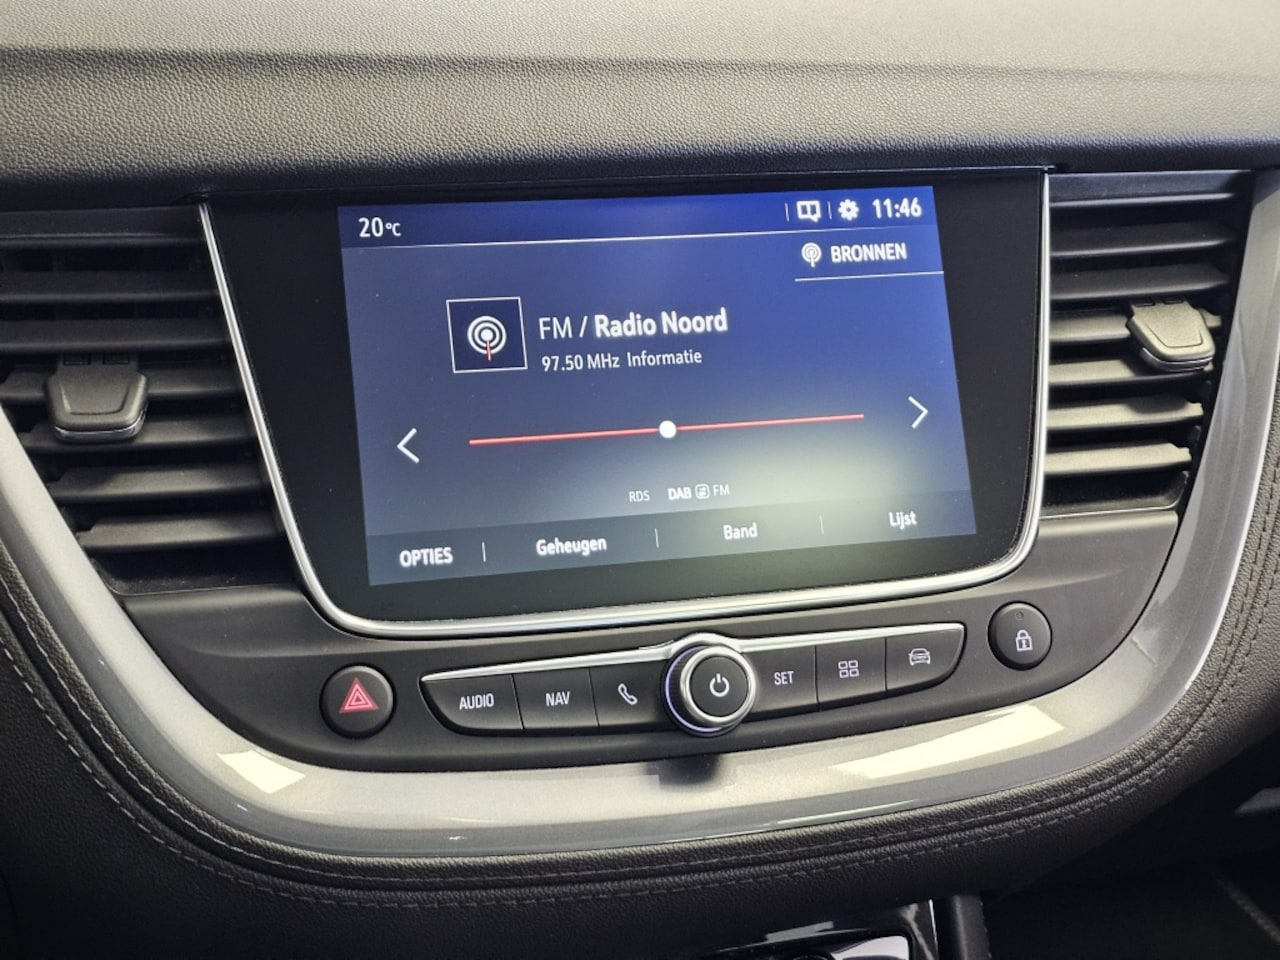 20°C
11:46
BRONNEN
FM / Radio Noord
97.50 MHz Informatie
RDS DAB FM
OPTIES Geheugen Band Lijst
AUDIO NAV SET